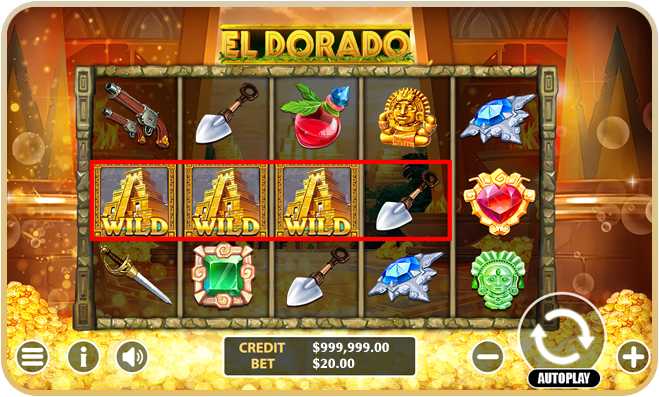 EL DORADO
WILD WILD WILD
CREDIT $999,999.00
BET $20.00
AUTOPLAY